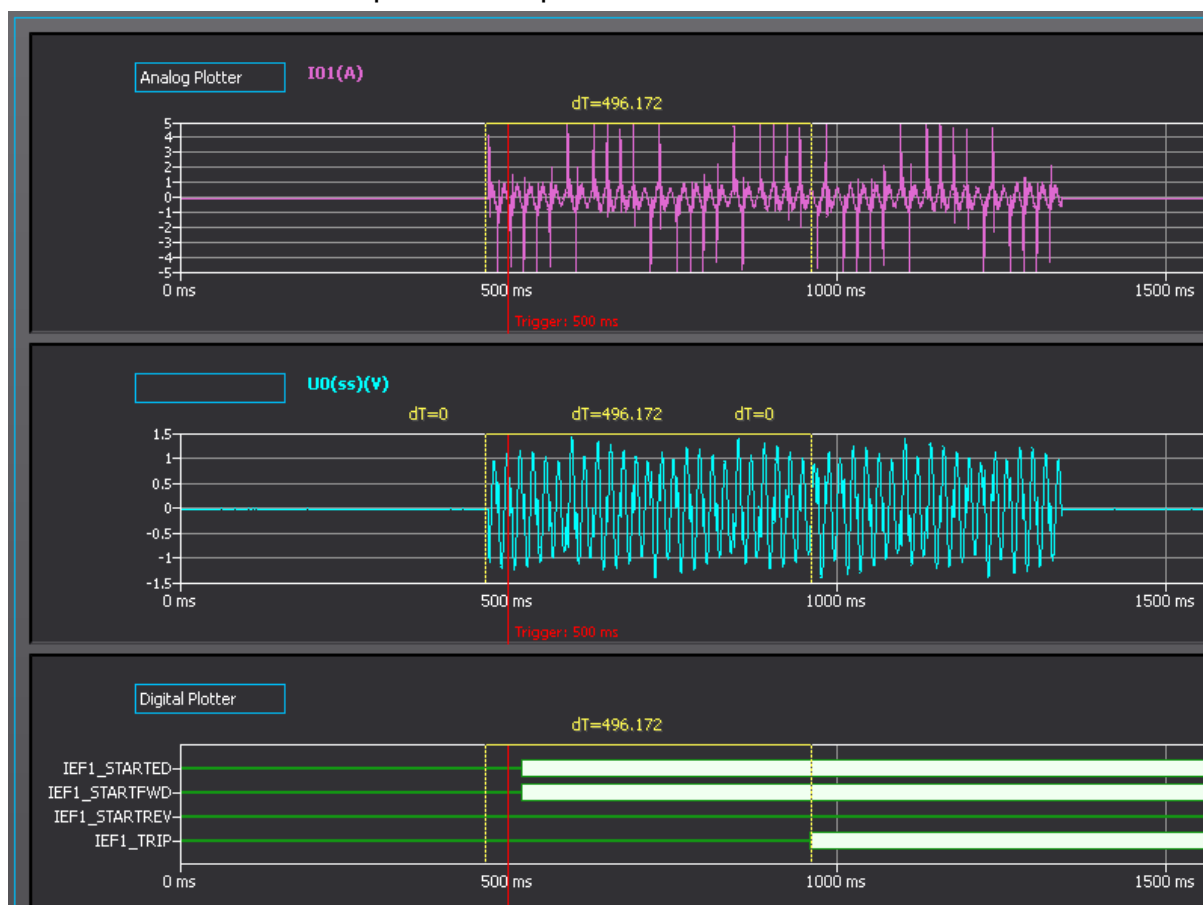 Analog Plotter
I01(A)
dT=496.172
5
4
3
2
1
0
-1
-2
-3
-4
-5
0 ms 500 ms 1000 ms 1500 ms
Trigger: 500 ms
U0(ss)(V)
dT=0 dT=496.172 dT=0
1.5
1
0.5
0
-0.5
-1
-1.5
0 ms 500 ms 1000 ms 1500 ms
Trigger: 500 ms
Digital Plotter
dT=496.172
IEF1_STARTED
IEF1_STARTFWD
IEF1_STARTREV
IEF1_TRIP
0 ms 500 ms 1000 ms 1500 ms